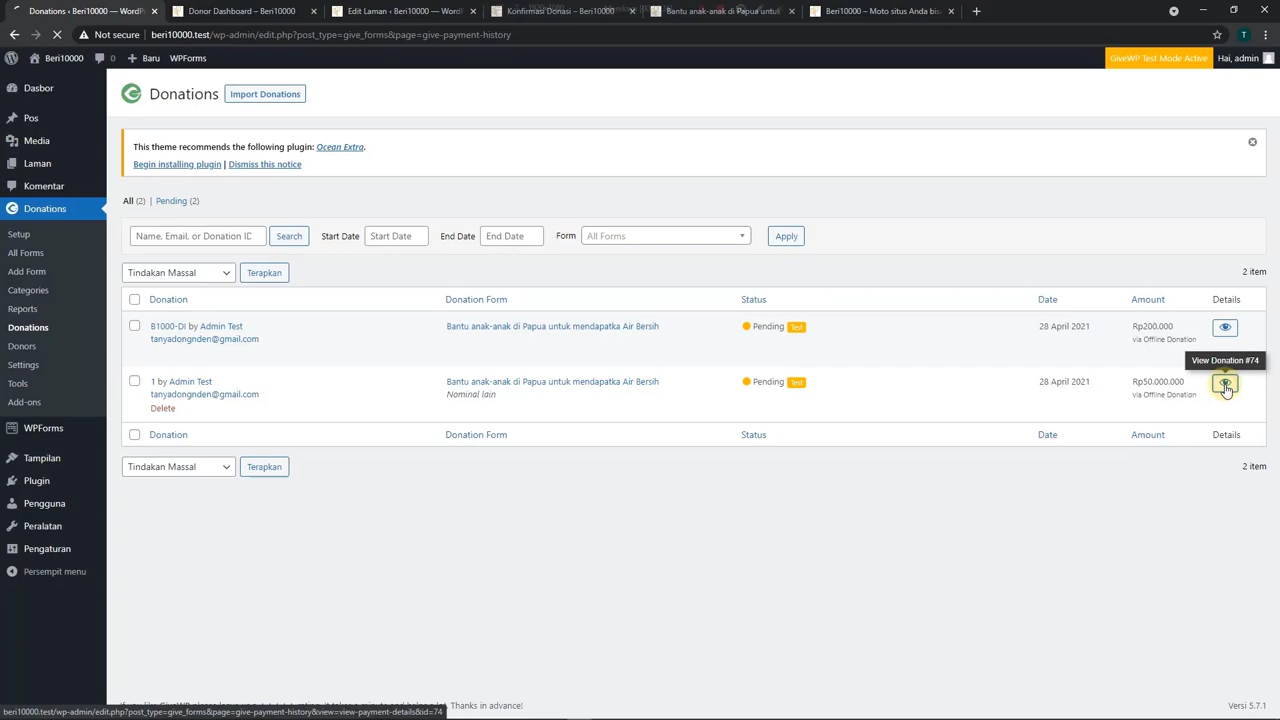 Donations ‹ Beri10000 — WordPr
Donor Dashboard – Beri10000
Edit Laman ‹ Beri10000 — WordPr
Konfirmasi Donasi – Beri10000
Bantu anak-anak di Papua untuk
Beri10000 – Moto situs Anda bis
Not secure
beri10000.test/wp-admin/edit.php?post_type=give_forms&page=give-payment-history
T
Beri10000
0
Baru
WPForms
GiveWP Test Mode Active
Hai, admin
Dasbor
Pos
Media
Laman
Komentar
Donations
Setup
All Forms
Add Form
Categories
Reports
Donations
Donors
Settings
Tools
Add-ons
WPForms
Tampilan
Plugin
Pengguna
Peralatan
Pengaturan
Persempit menu
Donations
Import Donations
This theme recommends the following plugin: Ocean Extra.
Begin installing plugin | Dismiss this notice
All (2) | Pending (2)
Name, Email, or Donation ID Search Start Date Start Date End Date End Date Form All Forms Apply
Tindakan Massal Terapkan 2 item
Donation Donation Form Status Date Amount Details
B1000-DI by Admin Test Bantu anak-anak di Papua untuk mendapatka Air Bersih Pending Test 28 April 2021 Rp200.000
tanyadongnden@gmail.com via Offline Donation
View Donation #74
1 by Admin Test Bantu anak-anak di Papua untuk mendapatka Air Bersih Pending Test 28 April 2021 Rp50.000.000
tanyadongnden@gmail.com Nominal lain via Offline Donation
Delete
Donation Donation Form Status Date Amount Details
Tindakan Massal Terapkan 2 item
Thanks in advance!
Versi 5.7.1
beri10000.test/wp-admin/edit.php?post_type=give_forms&page=give-payment-history&view=view-payment-details&id=74